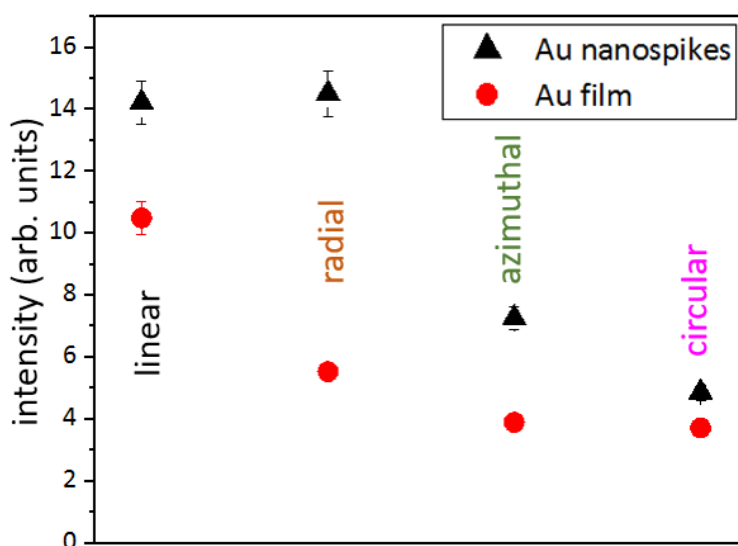 16
14
12
10
8
6
4
2
0
intensity (arb. units)
Au nanospikes
Au film
linear
radial
azimuthal
circular